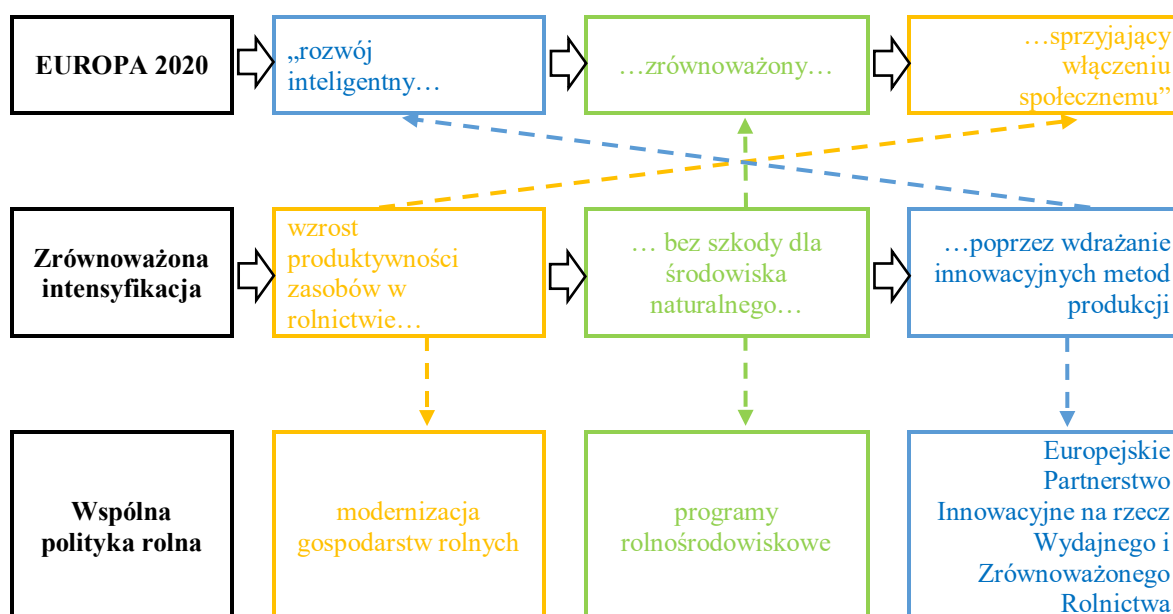 EUROPA 2020
„rozwój
inteligentny…
…zrównoważony…
…sprzyjający
włączeniu
społecznemu”
Zrównoważona
intensyfikacja
wzrost
produktywności
zasobów w
rolnictwie…
… bez szkody dla
środowiska
naturalnego…
…poprzez wdrażanie
innowacyjnych metod
produkcji
Wspólna
polityka rolna
modernizacja
gospodarstw rolnych
programy
rolnośrodowiskowe
Europejskie
Partnerstwo
Innowacyjne na rzecz
Wydajnego i
Zrównoważonego
Rolnictwa